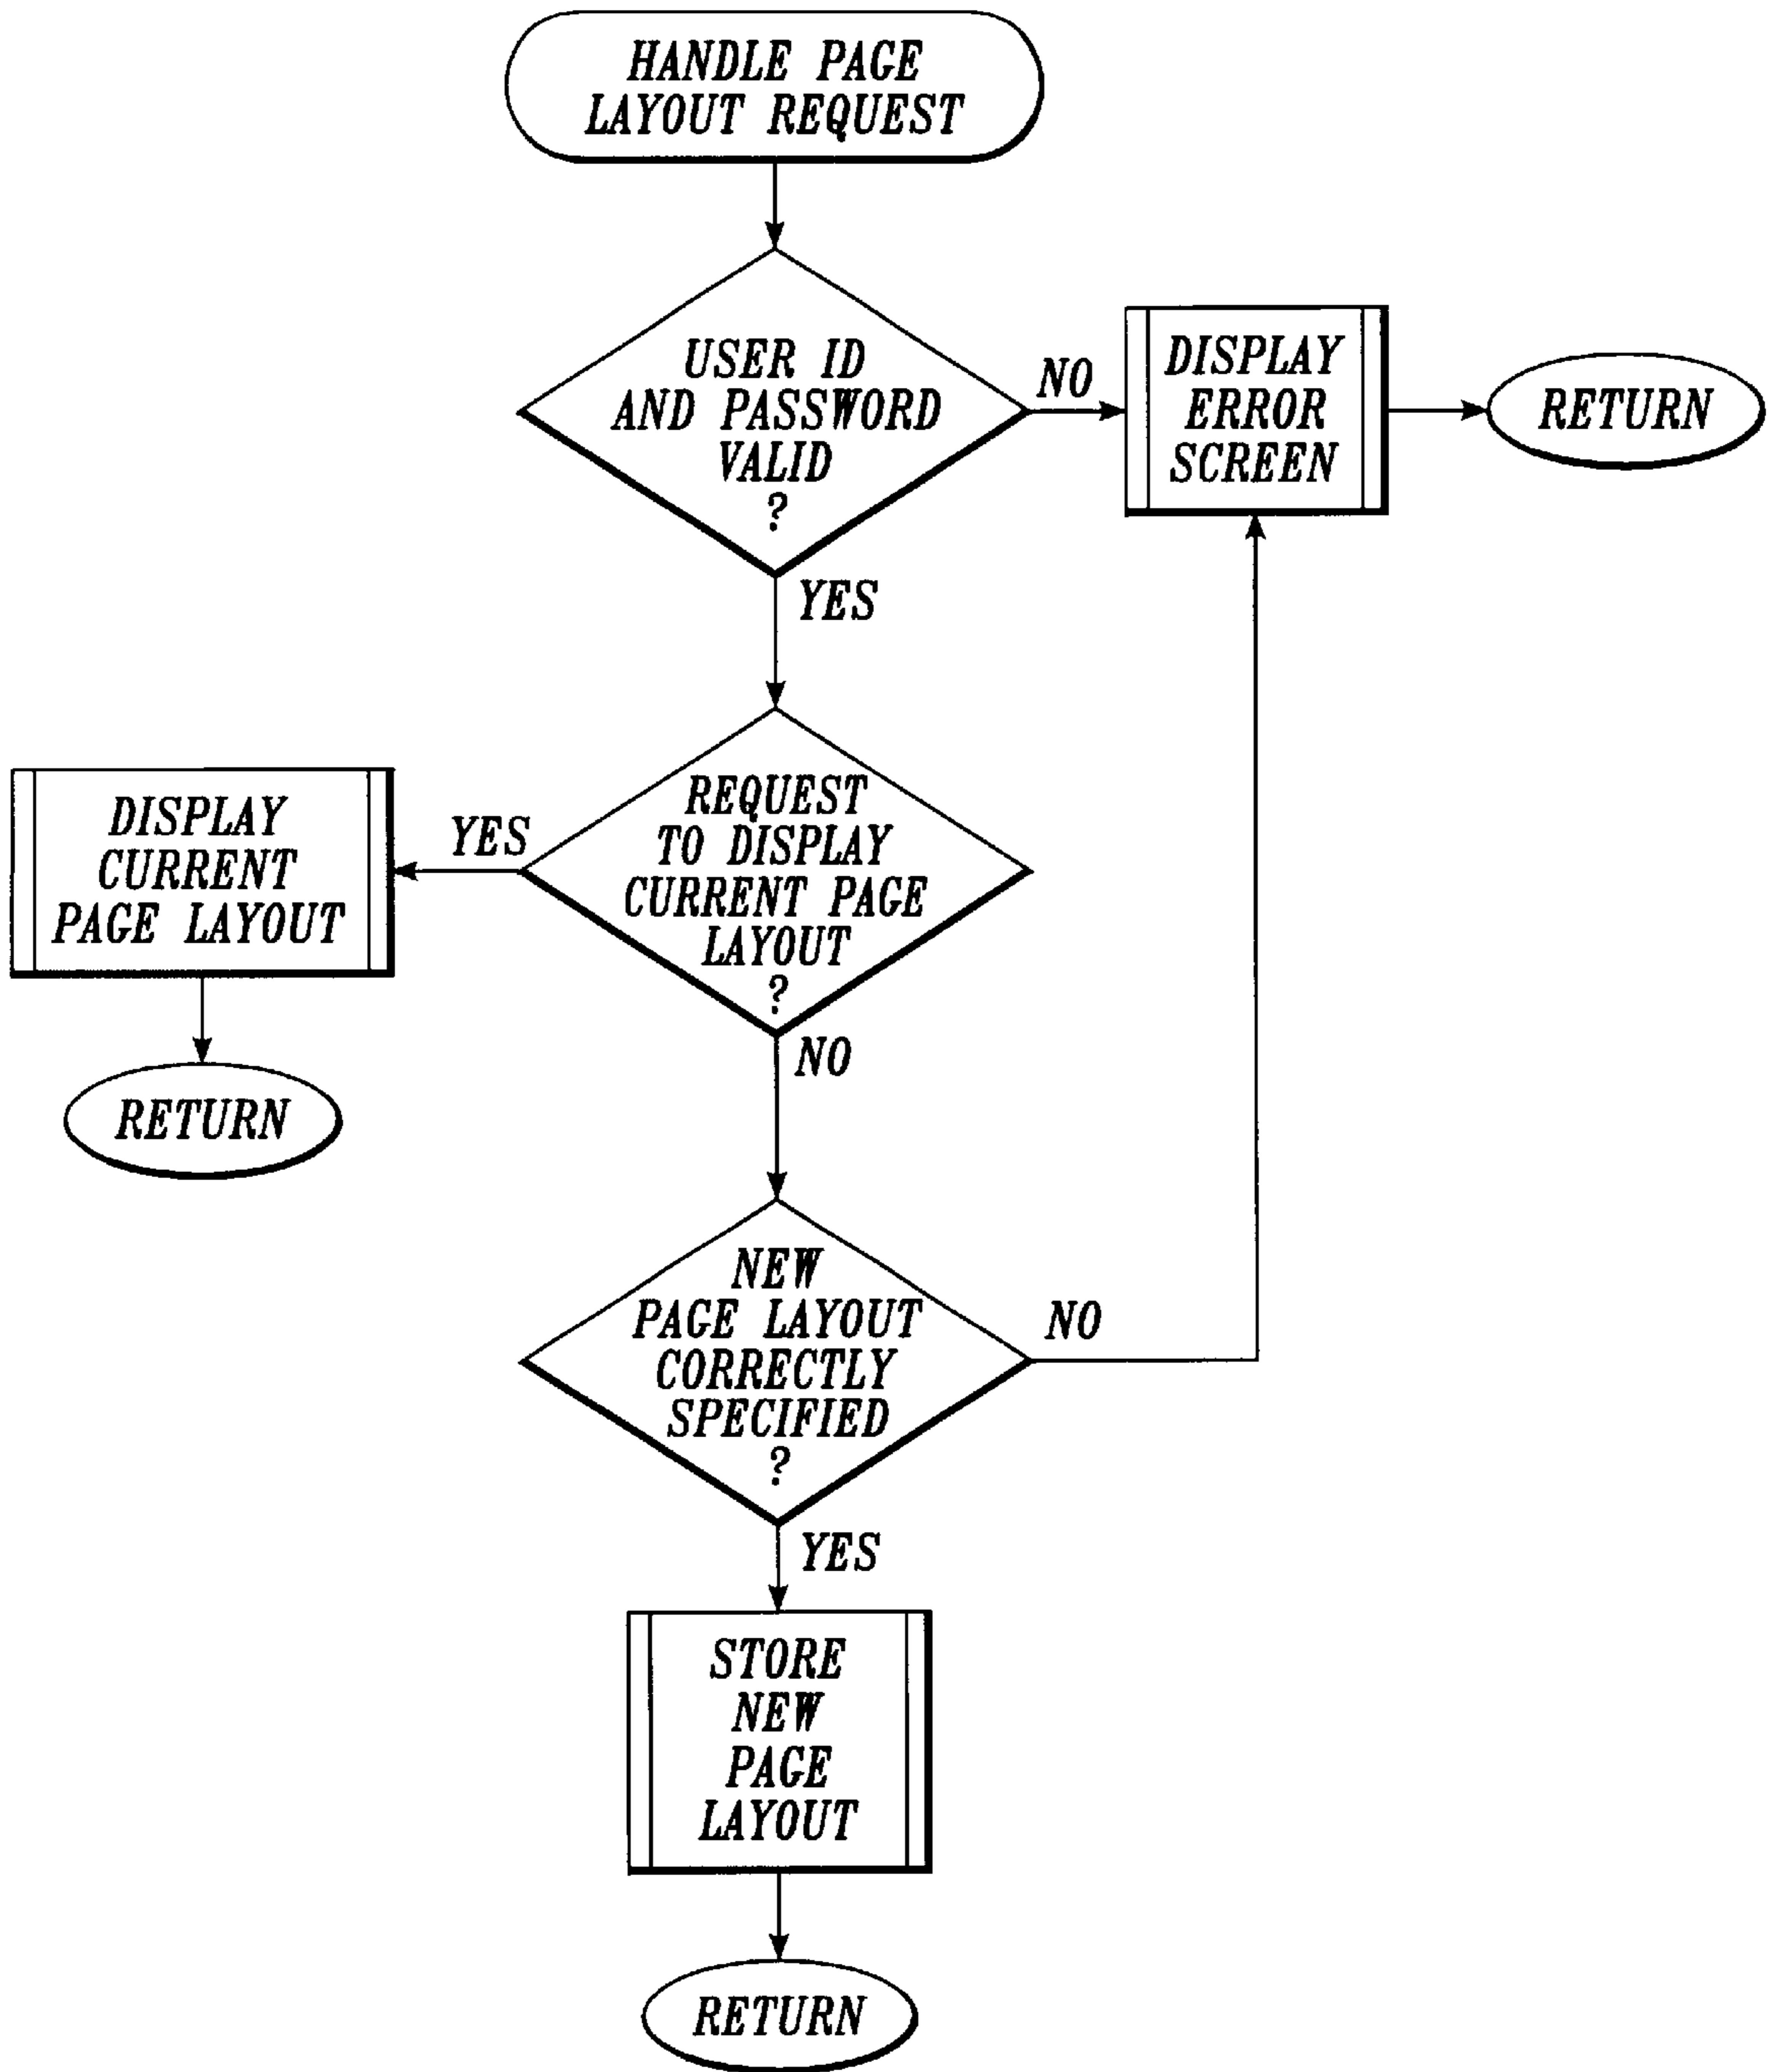 HANDLE PAGE
LAYOUT REQUEST
USER ID
AND PASSWORD
VALID
?
NO
DISPLAY
ERROR
SCREEN
RETURN
YES
REQUEST
TO DISPLAY
CURRENT PAGE
LAYOUT
?
YES
DISPLAY
CURRENT
PAGE LAYOUT
RETURN
NO
NEW
PAGE LAYOUT
CORRECTLY
SPECIFIED
?
NO
YES
STORE
NEW
PAGE
LAYOUT
RETURN